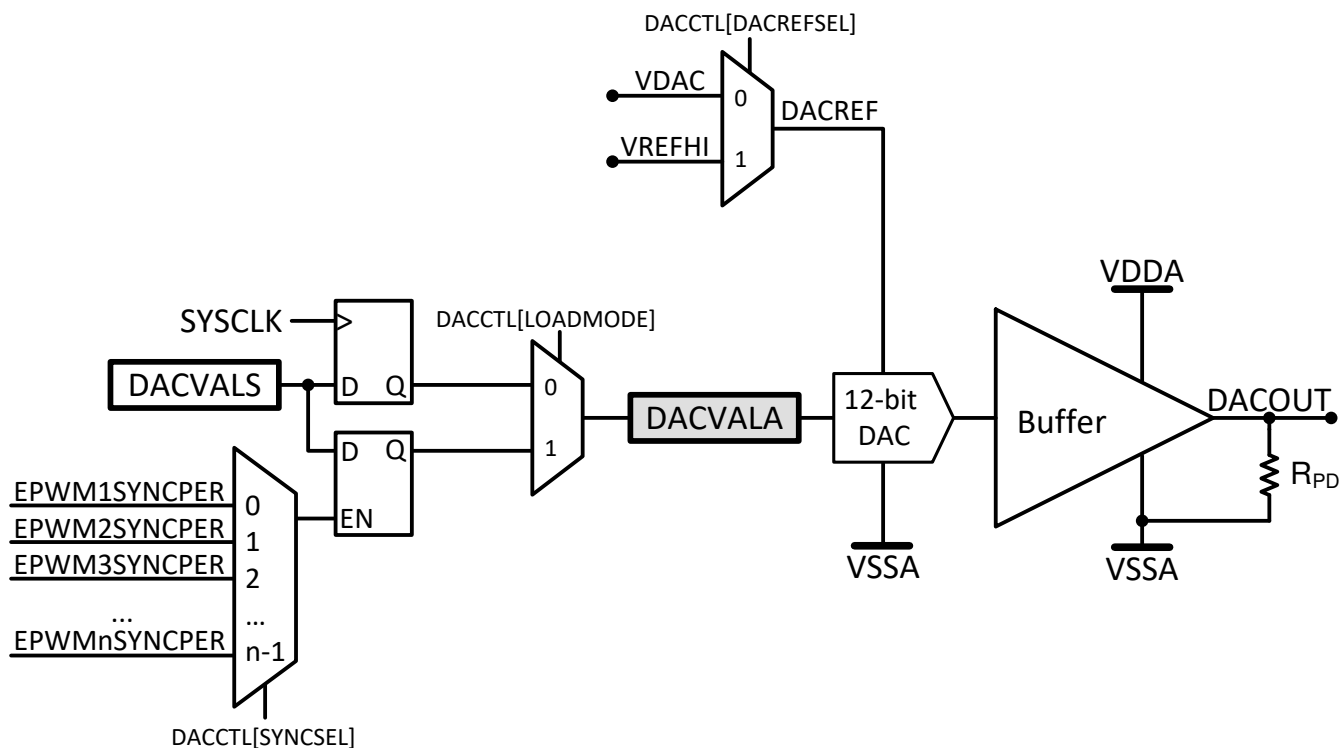 DACCTL[DACREFSEL]
VDAC
0
DACREF
VREFHI
1
VDDA
SYSCLK
>
DACCTL[LOADMODE]
DACVALS
D Q
0
DACVALA
12-bit
DAC
Buffer
DACOUT
D Q
1
RPD
EPWM1SYNCPER
0
EN
EPWM2SYNCPER
1
EPWM3SYNCPER
2
VSSA
VSSA
...
...
EPWMnSYNCPER
n-1
DACCTL[SYNCSEL]